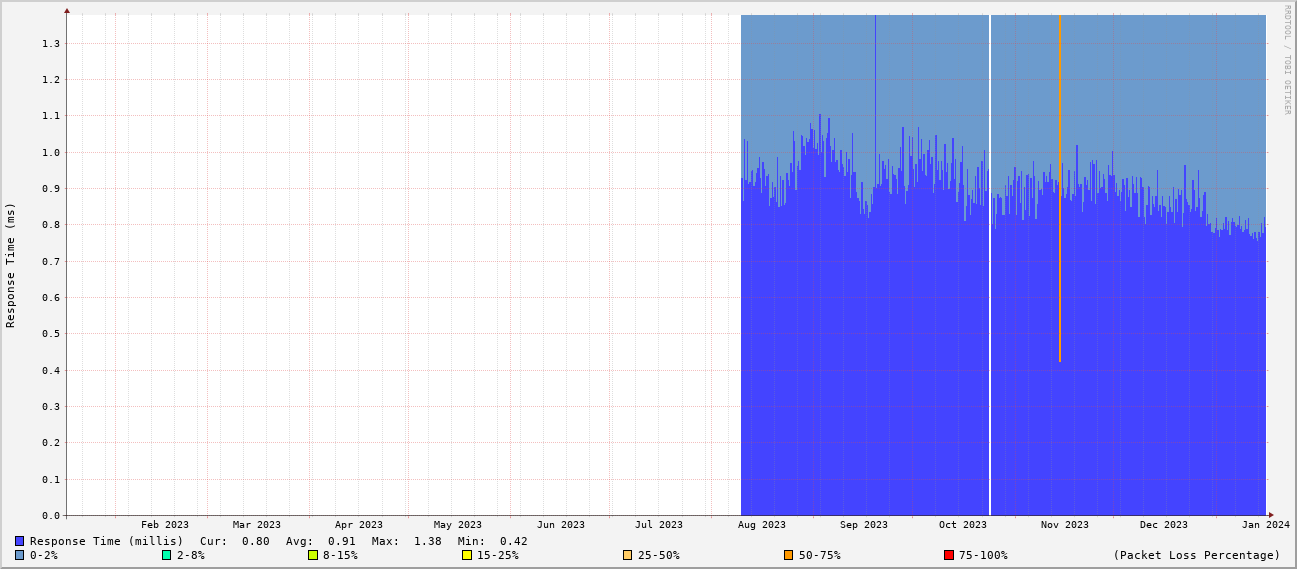 RRDTOOL / TOBI OETIKER
Response Time (ms)
1.3
1.2
1.1
1.0
0.9
0.8
0.7
0.6
0.5
0.4
0.3
0.2
0.1
0.0
Feb 2023 Mar 2023 Apr 2023 May 2023 Jun 2023 Jul 2023 Aug 2023 Sep 2023 Oct 2023 Nov 2023 Dec 2023 Jan 2024
Response Time (millis) Cur: 0.80 Avg: 0.91 Max: 1.38 Min: 0.42
0-2% 2-8% 8-15% 15-25% 25-50% 50-75% 75-100% (Packet Loss Percentage)